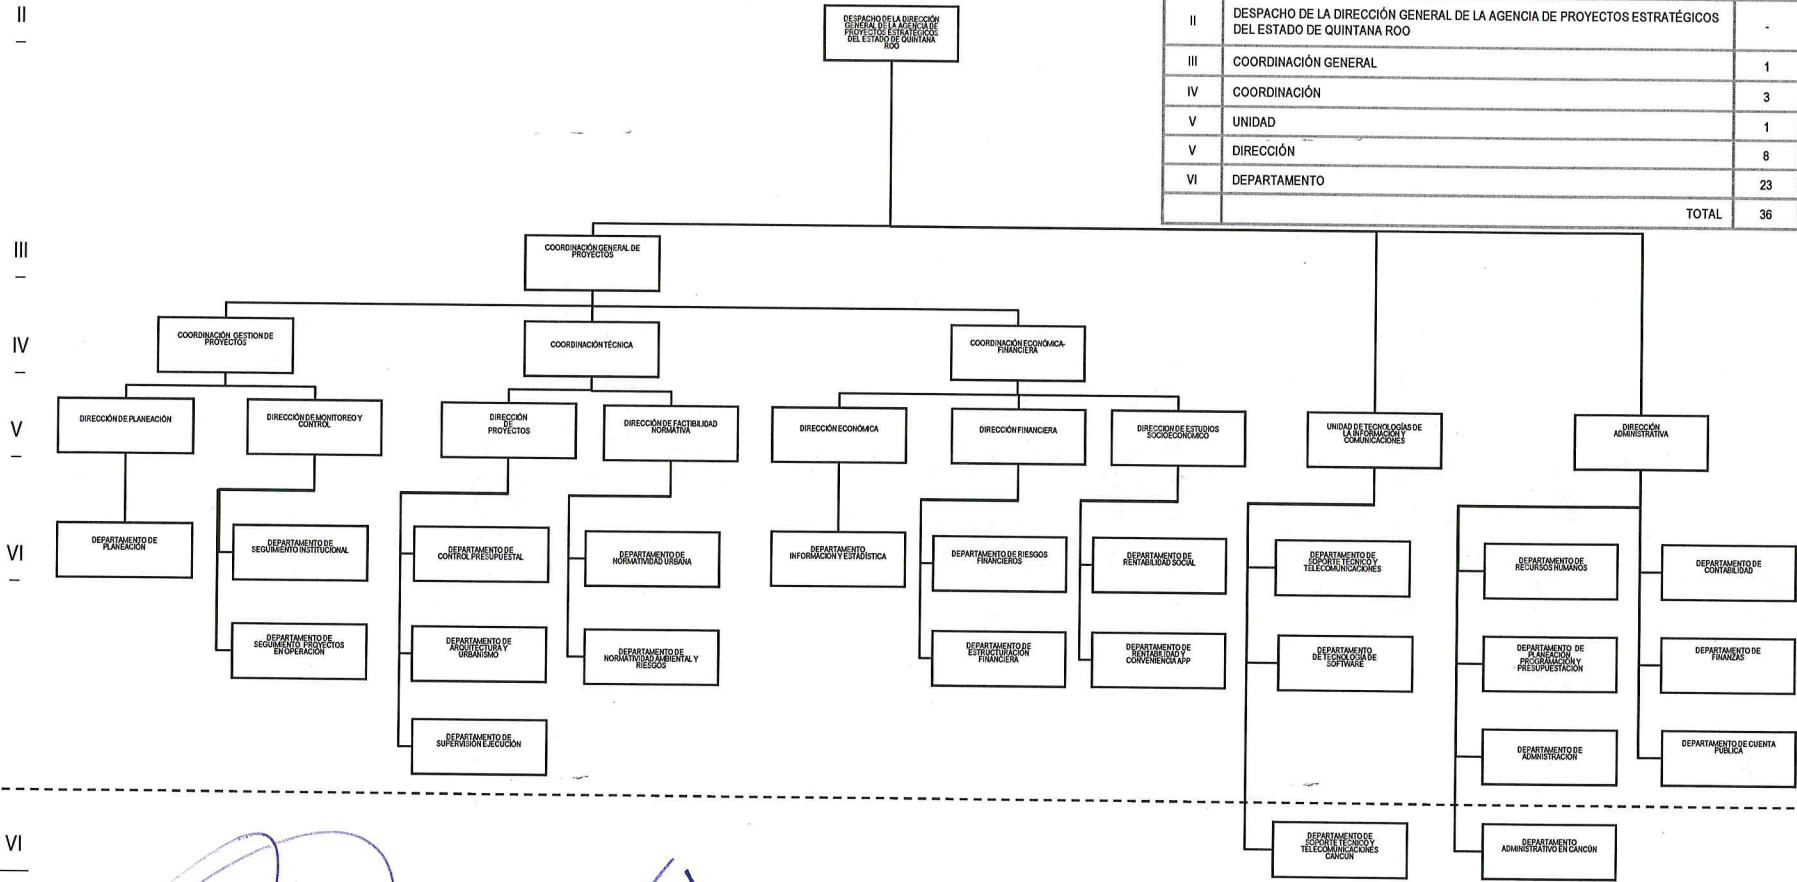 II
DESPACHO DE LA DIRECCIÓN
GENERAL DE LA AGENCIA DE
PROYECTOS ESTRATÉGICOS
DEL ESTADO DE QUINTANA
ROO
II DESPACHO DE LA DIRECCIÓN GENERAL DE LA AGENCIA DE PROYECTOS ESTRATÉGICOS -
DEL ESTADO DE QUINTANA ROO
III COORDINACIÓN GENERAL 1
IV COORDINACIÓN 3
V UNIDAD 1
V DIRECCIÓN 8
VI DEPARTAMENTO 23
TOTAL 36
III
COORDINACIÓN GENERAL DE
PROYECTOS
IV
COORDINACIÓN GESTION DE
PROYECTOS
COORDINACIÓN TÉCNICA
COORDINACIÓN ECONÓMICA-
FINANCIERA
V
DIRECCIÓN DE PLANEACIÓN
DIRECCIÓN DE MONITOREO Y
CONTROL
DIRECCIÓN
DE
PROYECTOS
DIRECCIÓN DE FACTIBILIDAD
NORMATIVA
DIRECCIÓN ECONÓMICA
DIRECCIÓN FINANCIERA
DIRECCION DE ESTUDIOS
SOCIOECONÓMICO
UNIDAD DE TECNOLOGÍAS DE
LA INFORMACIÓN Y
COMUNICACIONES
DIRECCIÓN
ADMINISTRATIVA
VI
DEPARTAMENTO DE
PLANEACIÓN
DEPARTAMENTO DE
SEGUIMIENTO INSTITUCIONAL
DEPARTAMENTO DE
CONTROL PRESUPUESTAL
DEPARTAMENTO DE
NORMATIVIDAD URBANA
DEPARTAMENTO
INFORMACIÓN Y ESTADÍSTICA
DEPARTAMENTO DE RIESGOS
FINANCIEROS
DEPARTAMENTO DE
RENTABILIDAD SOCIAL
DEPARTAMENTO DE
SOPORTE TÉCNICO Y
TELECOMUNICACIONES
DEPARTAMENTO DE
RECURSOS HUMANOS
DEPARTAMENTO DE
CONTABILIDAD
DEPARTAMENTO DE
SEGUIMIENTO PROYECTOS
EN OPERACIÓN
DEPARTAMENTO DE
ARQUITECTURA Y
URBANISMO
DEPARTAMENTO DE
NORMATIVIDAD AMBIENTAL Y
RIESGOS
DEPARTAMENTO DE
ESTRUCTURACIÓN
FINANCIERA
DEPARTAMENTO DE
RENTABILIDAD Y
CONVENIENCIA APP
DEPARTAMENTO
DE TECNOLOGÍA DE
SOFTWARE
DEPARTAMENTO DE
PLANEACIÓN,
PROGRAMACIÓN Y
PRESUPUESTACIÓN
DEPARTAMENTO DE
FINANZAS
DEPARTAMENTO DE
SUPERVISIÓN EJECUCIÓN
DEPARTAMENTO DE
ADMINISTRACIÓN
DEPARTAMENTO DE CUENTA
PÚBLICA
VI
DEPARTAMENTO DE
SOPORTE TÉCNICO Y
TELECOMUNICACIONES
CANCÚN
DEPARTAMENTO
ADMINISTRATIVO EN CANCÚN